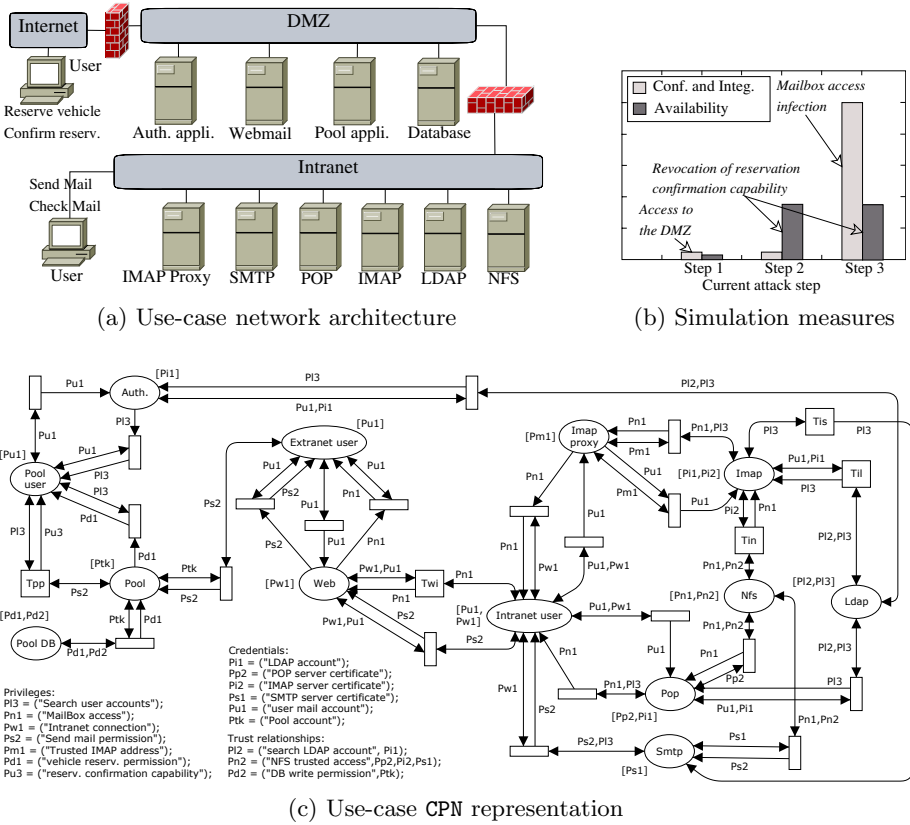 Internet
DMZ
User
Reserve vehicle
Confirm reserv.
Auth. appli.
Webmail
Pool appli.
Database
Intranet
Send Mail
Check Mail
User
IMAP Proxy
SMTP
POP
IMAP
LDAP
NFS
(a) Use-case network architecture
Conf. and Integ.
Availability
Mailbox access
infection
Revocation of reservation
confirmation capability
Access to
the DMZ
Step 1
Step 2
Step 3
Current attack step
(b) Simulation measures
[Pi1]
Auth.
Pu1
Pl3
Pu1,Pi1
Pl2,Pl3
Pl3
Pu1
Pu1
Pl3
[Pu1]
Pool
user
Pl3
Pd1
Pl3
Pu3
Pd1
Tpp
Ps2
[Ptk]
Pool
Ptk
Ps2
Ps2
[Pd1,Pd2]
Pool DB
Ptk
Pd1
Pd1,Pd2
[Pu1]
Extranet user
Pu1
Ps2
Pu1
Pn1
Pu1
Ps2
Pu1
Pn1
[Pw1]
Web
Pw1,Pu1
Pn1
Twi
Pn1
Pw1,Pu1
Ps2
Ps2
[Pm1]
Imap
proxy
Pn1
Pm1
Pn1,Pl3
Pu1
Pm1
Pu1
Pn1
Pu1
Pn1
Pw1
Pu1,Pw1
[Pu1,
Pw1]
Intranet user
Pu1,Pw1
Pu1
Pn1
Pn1,Pl3
Pw1
Ps2
Ps2,Pl3
Pl3
Tis
Pl3
[Pi1,Pi2]
Imap
Pu1,Pi1
Pl3
Til
Pi2
Pn1
Tin
Pn1,Pn2
[Pn1,Pn2]
Nfs
Pn1,Pn2
Pl2,Pl3
[Pl2,Pl3]
Ldap
Pl2,Pl3
Pn1
Pp2
Pop
[Pp2,Pi1]
Pl3
Pu1,Pi1
Pn1,Pn2
Smtp
[Ps1]
Ps1
Ps2
Privileges:
Pl3 = ("Search user accounts");
Pn1 = ("MailBox access");
Pw1 = ("Intranet connection");
Ps2 = ("Send mail permission");
Pm1 = ("Trusted IMAP address");
Pd1 = ("vehicle reserv. permission");
Pu3 = ("reserv. confirmation capability");
Credentials:
Pi1 = ("LDAP account");
Pp2 = ("POP server certificate");
Pi2 = ("IMAP server certificate");
Ps1 = ("SMTP server certificate");
Pu1 = ("user mail account");
Ptk = ("Pool account");
Trust relationships:
Pl2 = ("search LDAP account", Pi1);
Pn2 = ("NFS trusted access",Pp2,Pi2,Ps1);
Pd2 = ("DB write permission",Ptk);
(c) Use-case CPN representation